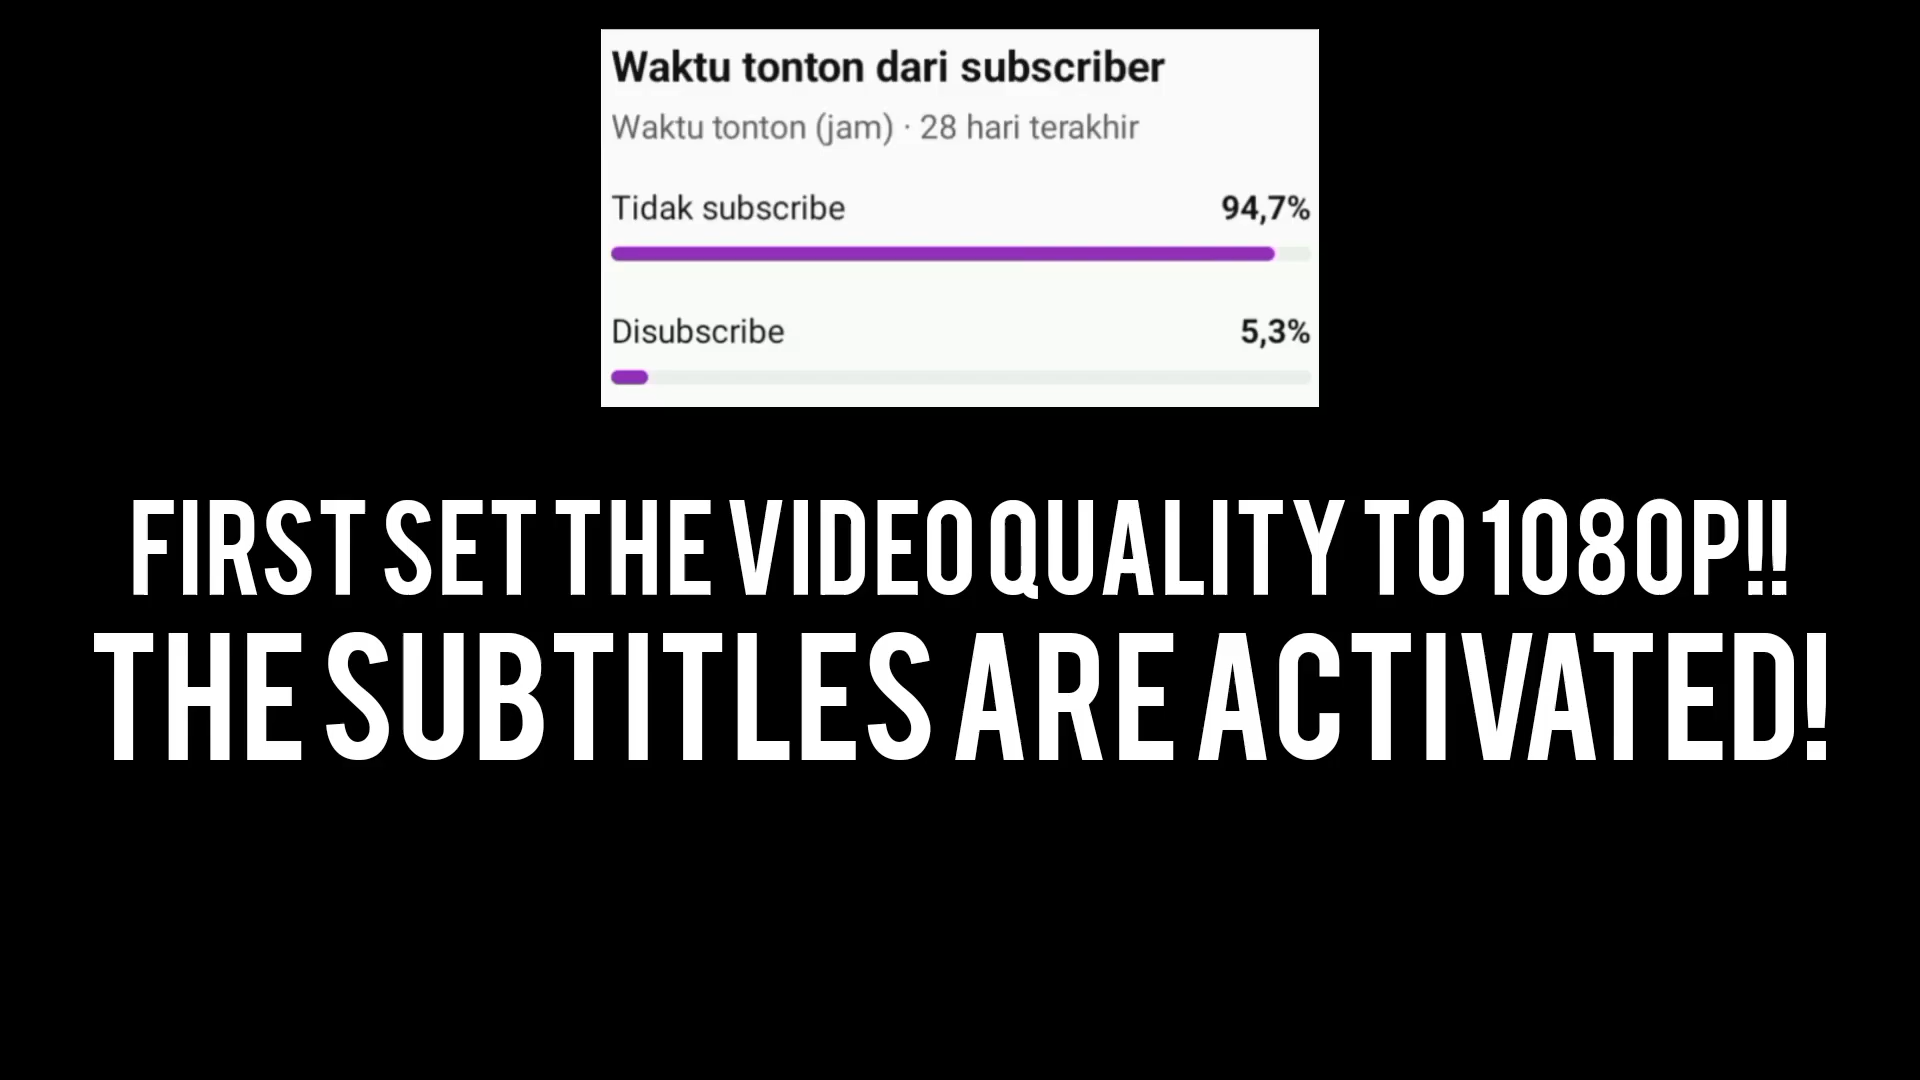 Waktu tonton dari subscriber
Waktu tonton (jam) · 28 hari terakhir
Tidak subscribe 94,7%
Disubscribe 5,3%
FIRST SET THE VIDEO QUALITY TO 1080P!!
THE SUBTITLES ARE ACTIVATED!